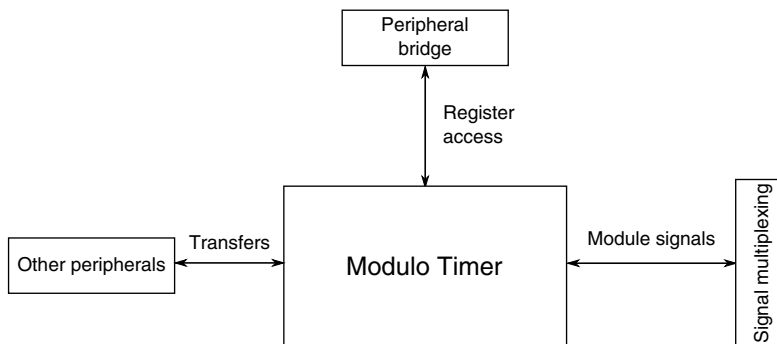 Peripheral
bridge
Register
access
Transfers
Module signals
Other peripherals
Modulo Timer
Signal multiplexing